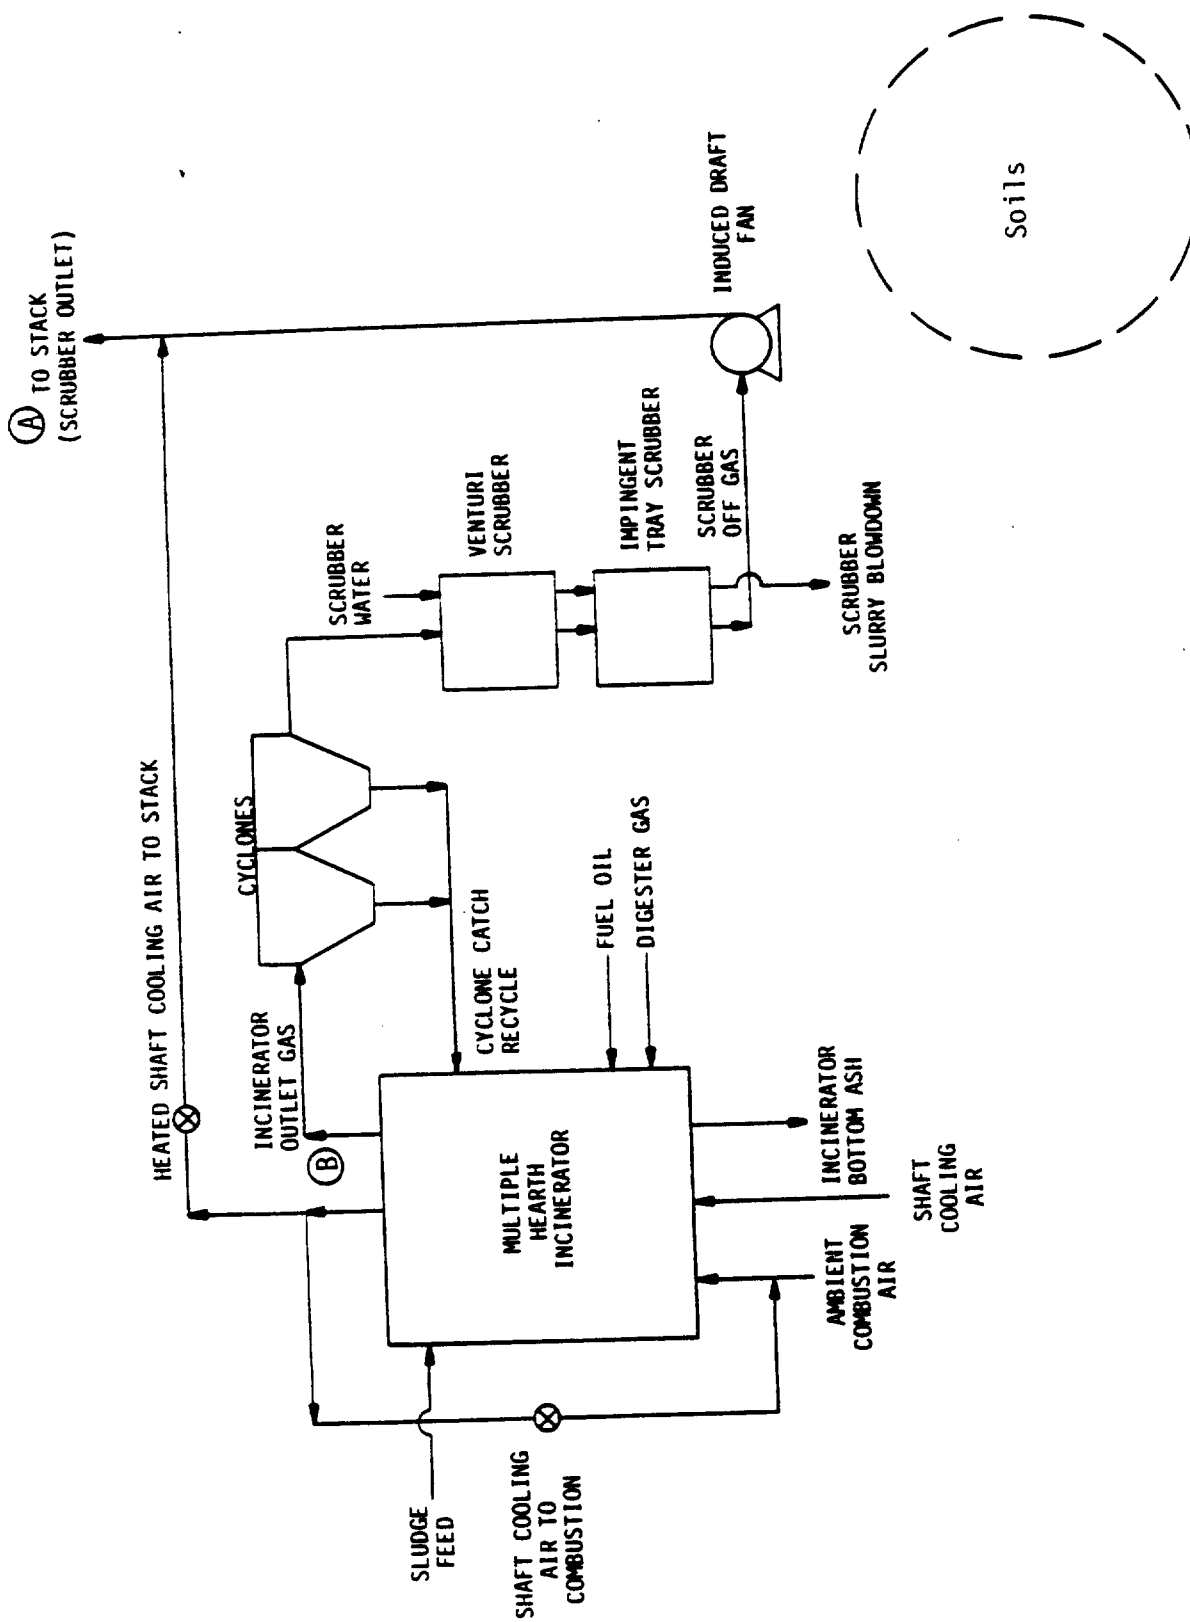 Ⓐ TO STACK
(SCRUBBER OUTLET)
HEATED SHAFT COOLING AIR TO STACK
CYCLONES
INCINERATOR
OUTLET GAS
Ⓑ
SCRUBBER
WATER
VENTURI
SCRUBBER
IMPINGENT
TRAY SCRUBBER
SCRUBBER
OFF GAS
INDUCED DRAFT
FAN
SCRUBBER
SLURRY BLOWDOWN
CYCLONE CATCH
RECYCLE
FUEL OIL
DIGESTER GAS
MULTIPLE
HEARTH
INCINERATOR
SLUDGE
FEED
SHAFT COOLING
AIR TO
COMBUSTION
AMBIENT
COMBUSTION
AIR
SHAFT
COOLING
AIR
INCINERATOR
BOTTOM ASH
Soils